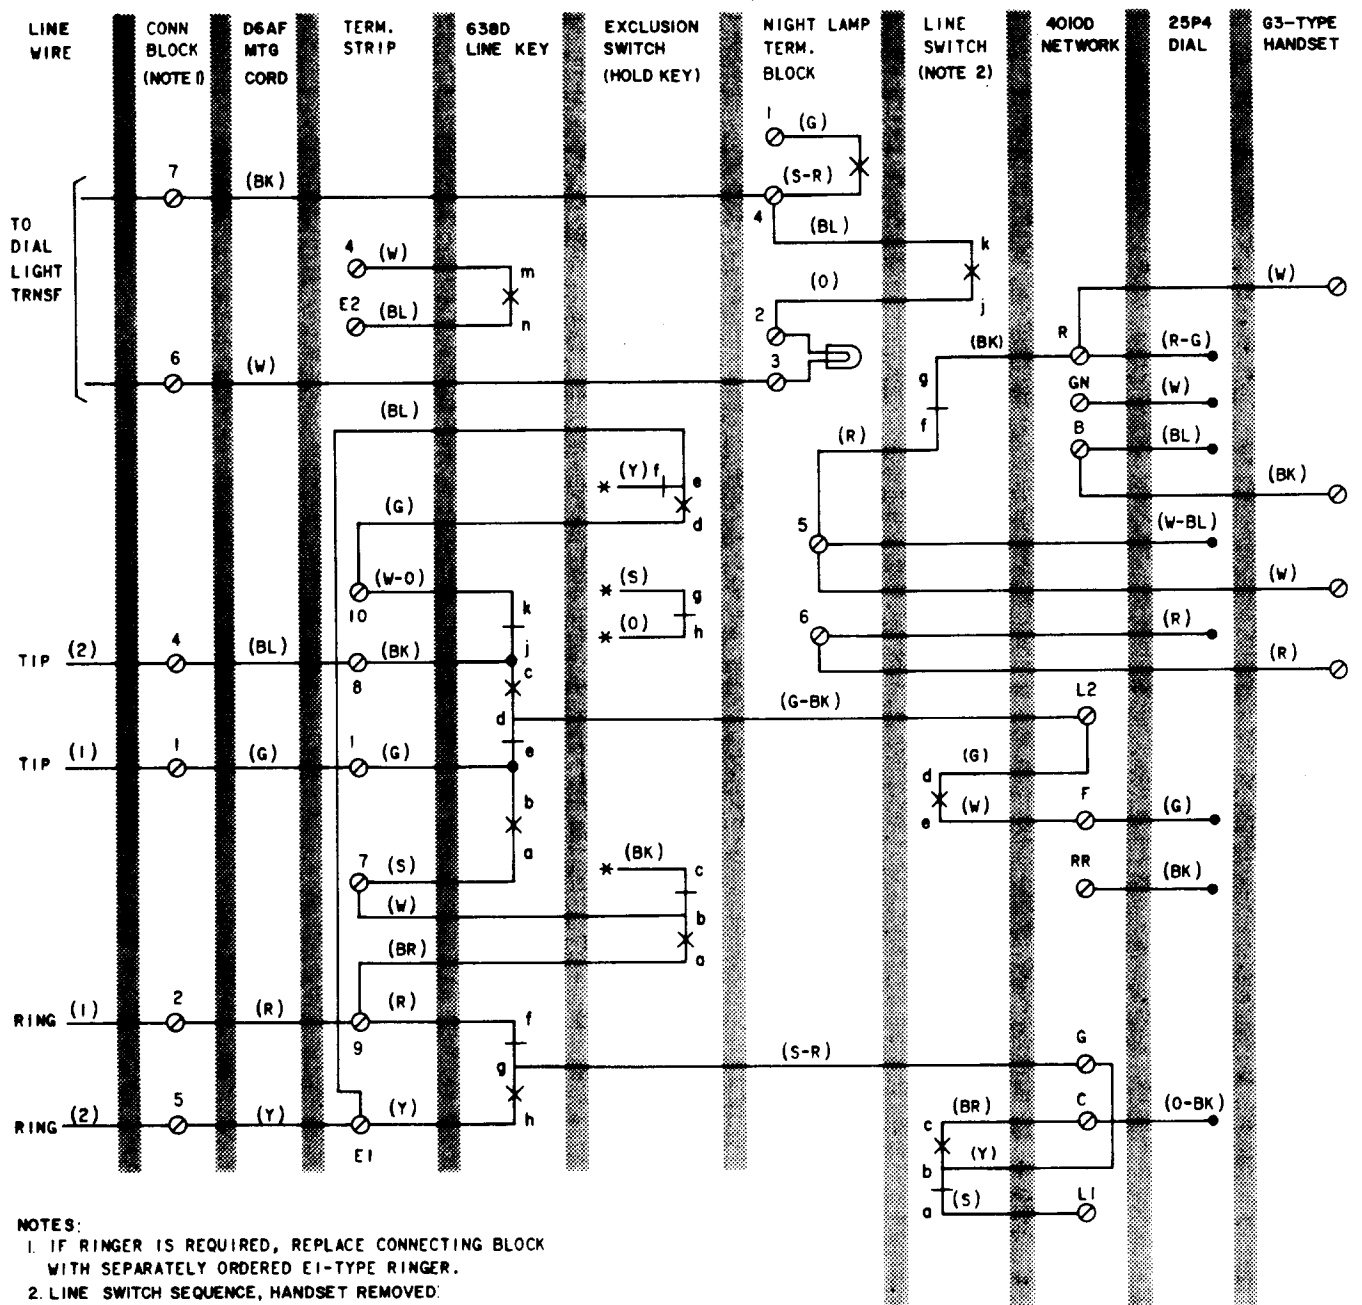 LINE
WIRE
CONN
BLOCK
(NOTE 1)
D6AF
MTG
CORD
TERM.
STRIP
638D
LINE KEY
EXCLUSION
SWITCH
(HOLD KEY)
NIGHT LAMP
TERM.
BLOCK
LINE
SWITCH
(NOTE 2)
4010D
NETWORK
25P4
DIAL
G3-TYPE
HANDSET
1 (G)
7 (BK) (S-R)
4
TO
DIAL
LIGHT
TRNSF
(BL) k
4 (W) m
(O) j
E2 (BL) n
2
(W)
R
(BK) (R-G)
6 (W) 3
g
GN (W)
(BL) f
(R) B (BL)
* (Y) f e
(BK)
(G) d
5 (W-BL)
(W-O) * (S) g (W)
10 k
* (O) h 6 (R)
TIP (2) 4 (BL) 8 (BK) j (R)
c
d (G-BK) L2
TIP (1) 1 (G) 1 (G) e
d (G)
b
e (W) F (G)
a
7 (S) * (BK) c RR (BK)
(W) b
(BR) a
RING (1) 2 (R) 9 (R) f
g (S-R) G
RING (2) 5 (Y) E1 (Y) h
c (BR) C (O-BK)
b (Y)
a (S) L1
NOTES:
1. IF RINGER IS REQUIRED, REPLACE CONNECTING BLOCK
WITH SEPARATELY ORDERED E1-TYPE RINGER.
2. LINE SWITCH SEQUENCE, HANDSET REMOVED: